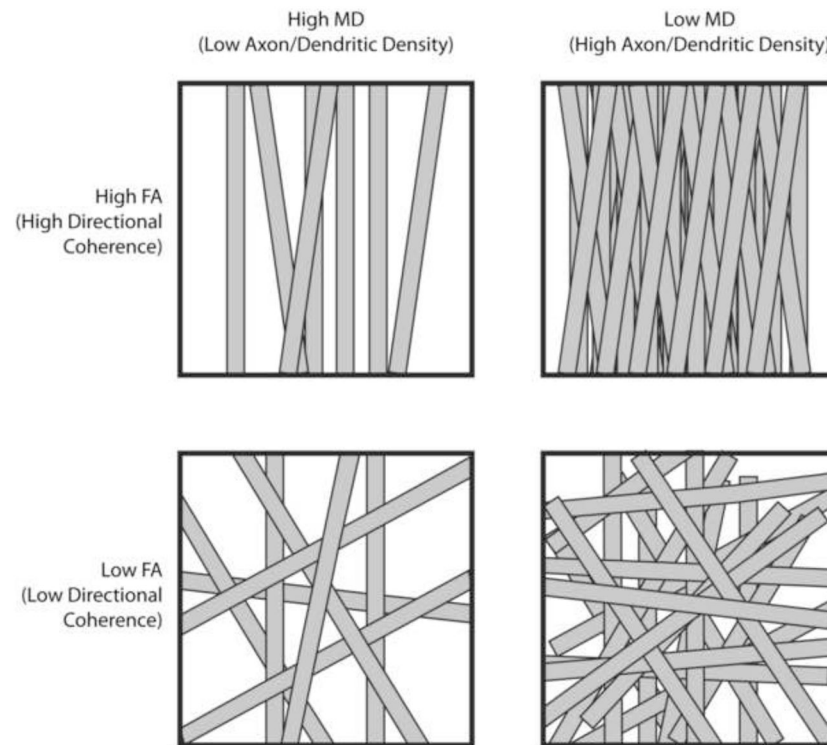 High MD
(Low Axon/Dendritic Density)
Low MD
(High Axon/Dendritic Density)
High FA
(High Directional
Coherence)
Low FA
(Low Directional
Coherence)